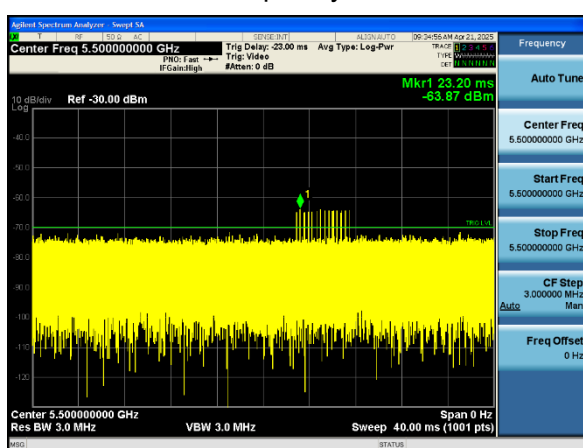 Agilent Spectrum Analyzer - Swept SA
T RF 50 Ω AC SENSE:INT ALIGN AUTO 09:34:56 AM Apr 21, 2025
Center Freq 5.500000000 GHz
PNO: Fast
IFGain:High
Trig Delay: -23.00 ms
Trig: Video
#Atten: 0 dB
Avg Type: Log-Pwr
TRACE 1 2 3 4 5 6
TYPE
DET N N N N N N
Mkr1 23.20 ms
-63.87 dBm
10 dB/div Ref -30.00 dBm
Log
-40.0
-50.0
-60.0
-70.0
-80.0
-90.0
-100
-110
-120
1
TRIG LVL
Center 5.500000000 GHz
Span 0 Hz
Res BW 3.0 MHz
VBW 3.0 MHz
Sweep 40.00 ms (1001 pts)
MSG
STATUS
Frequency
Auto Tune
Center Freq
5.500000000 GHz
Start Freq
5.500000000 GHz
Stop Freq
5.500000000 GHz
CF Step
3.000000 MHz
Auto Man
Freq Offset
0 Hz